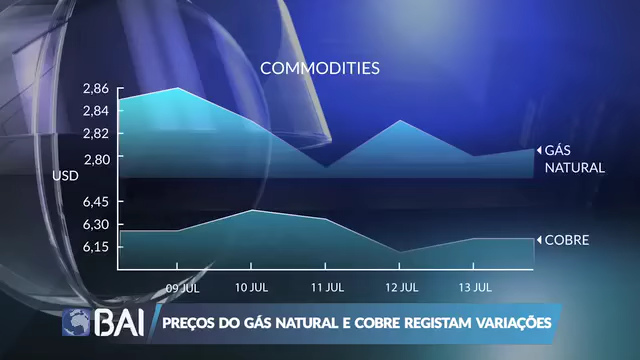 COMMODITIES
2,86
2,84
2,82
2,80
USD
6,45
6,30
6,15
GÁS
NATURAL
COBRE
09 JUL
10 JUL
11 JUL
12 JUL
13 JUL
BAI
PREÇOS DO GÁS NATURAL E COBRE REGISTAM VARIAÇÕES